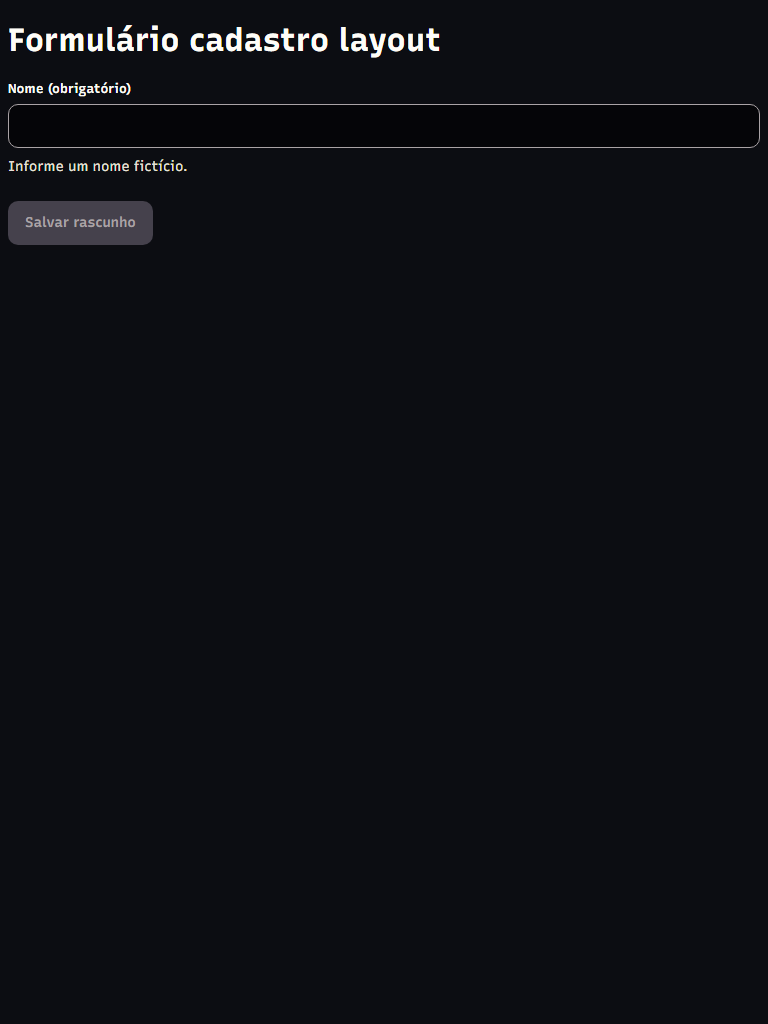 Formulário cadastro layout
Nome (obrigatório)
Informe um nome fictício.
Salvar rascunho